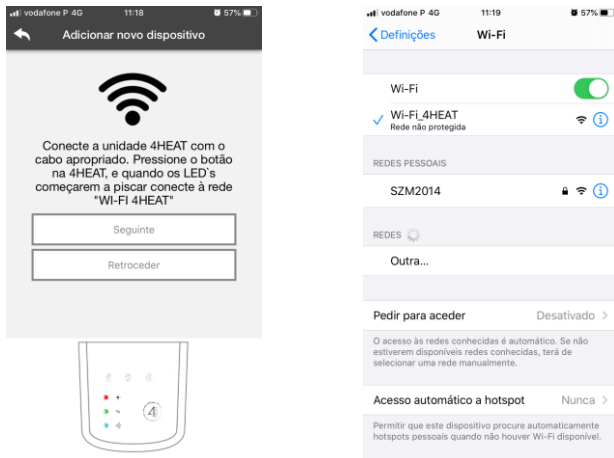 vodafone P 4G 11:18 57%
Adicionar novo dispositivo
Conecte a unidade 4HEAT com o
cabo apropriado. Pressione o botão
na 4HEAT, e quando os LED`s
começarem a piscar conecte à rede
"WI-FI 4HEAT"
Seguinte
Retroceder
4
vodafone P 4G 11:19 57%
Definições Wi-Fi
Wi-Fi
Wi-Fi_4HEAT
Rede não protegida
REDES PESSOAIS
SZM2014
REDES
Outra...
Pedir para aceder Desativado
O acesso às redes conhecidas é automático. Se não
estiverem disponíveis redes conhecidas, terá de
selecionar uma rede manualmente.
Acesso automático a hotspot Nunca
Permitir que este dispositivo procure automaticamente
hotspots pessoais quando não houver Wi-Fi disponível.